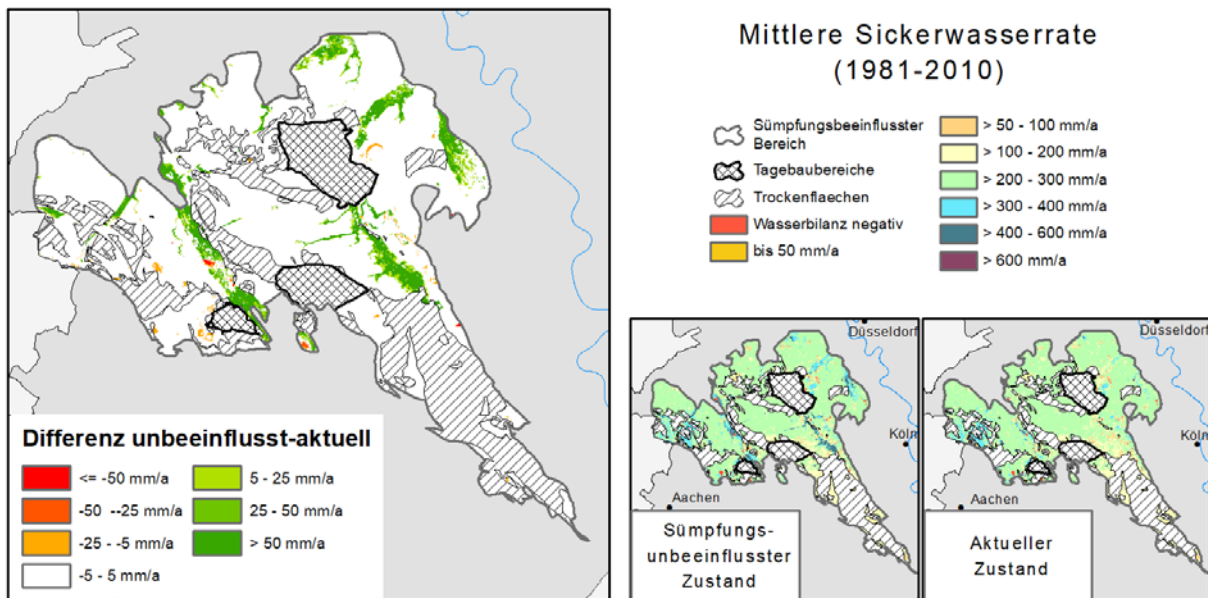 Mittlere Sickerwasserrate
(1981-2010)
Sümpfungsbeeinflusster
Bereich
Tagebaubereiche
Trockenflaechen
Wasserbilanz negativ
bis 50 mm/a
> 50 - 100 mm/a
> 100 - 200 mm/a
> 200 - 300 mm/a
> 300 - 400 mm/a
> 400 - 600 mm/a
> 600 mm/a
Differenz unbeeinflusst-aktuell
<= -50 mm/a
-50 --25 mm/a
-25 - -5 mm/a
-5 - 5 mm/a
5 - 25 mm/a
25 - 50 mm/a
> 50 mm/a
Düsseldorf
Köln
Aachen
Sümpfungs-
unbeeinflusster
Zustand
Düsseldorf
Köln
Aachen
Aktueller
Zustand